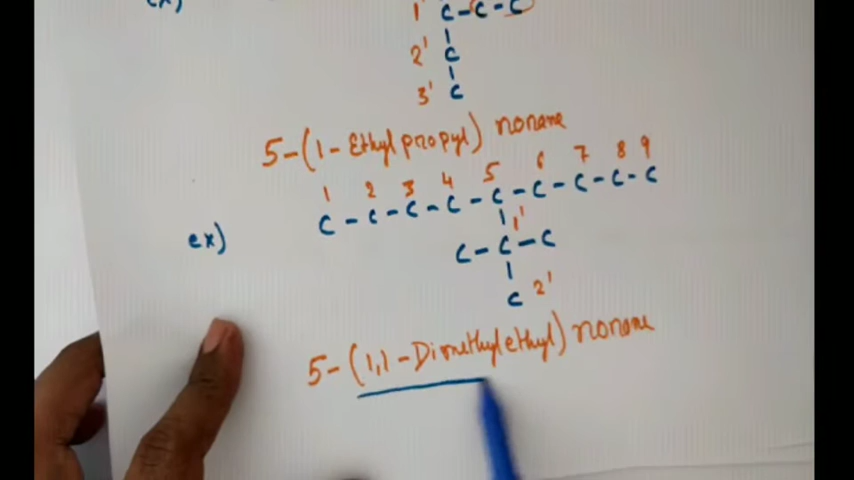 ex)
1' C-C-C
2' C
3' C
5-(1-Ethylpropyl) nonane
1 2 3 4 5 6 7 8 9
ex) C-C-C-C-C-C-C-C-C
1'
C-C-C
C 2'
5-(1,1-Dimethylethyl) nonane